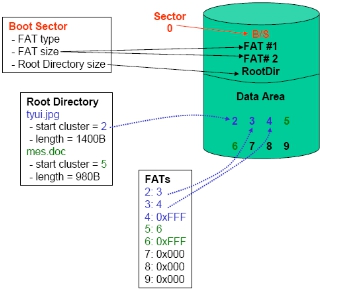 Boot Sector
- FAT type
- FAT size
- Root Directory size
Sector
0
B/S
FAT #1
FAT# 2
RootDir
Data Area
2 3 4 5
6 7 8 9
Root Directory
tyui.jpg
- start cluster = 2
- length = 1400B
mes.doc
- start cluster = 5
- length = 980B
FATs
2: 3
3: 4
4: 0xFFF
5: 6
6: 0xFFF
7: 0x000
8: 0x000
9: 0x000